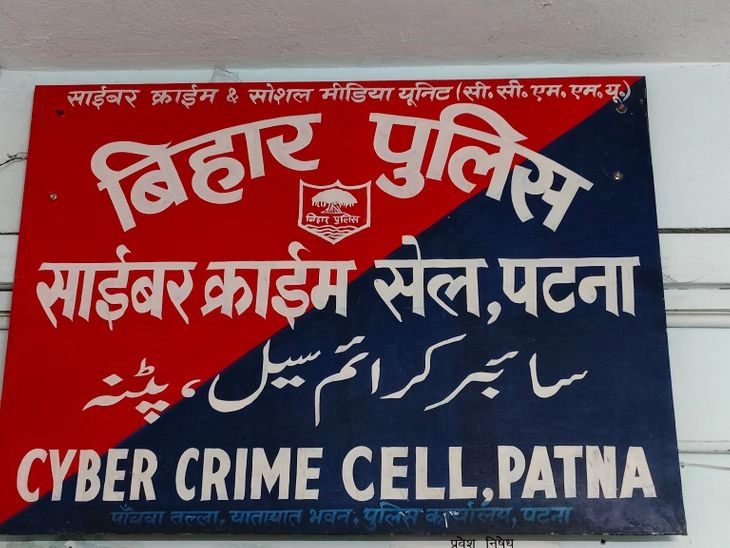 साईबर क्राईम & सोशल मीडिया यूनिट (सी. सी. एम. एम. यू.)
बिहार पुलिस
बिहार पुलिस
साईबर क्राईम सेल, पटना
سائبر کرائم سیل، پٹنہ
CYBER CRIME CELL, PATNA
पाँचवा तल्ला, यातायात भवन, पुलिस कार्यालय, पटना
प्रवेश निषेध